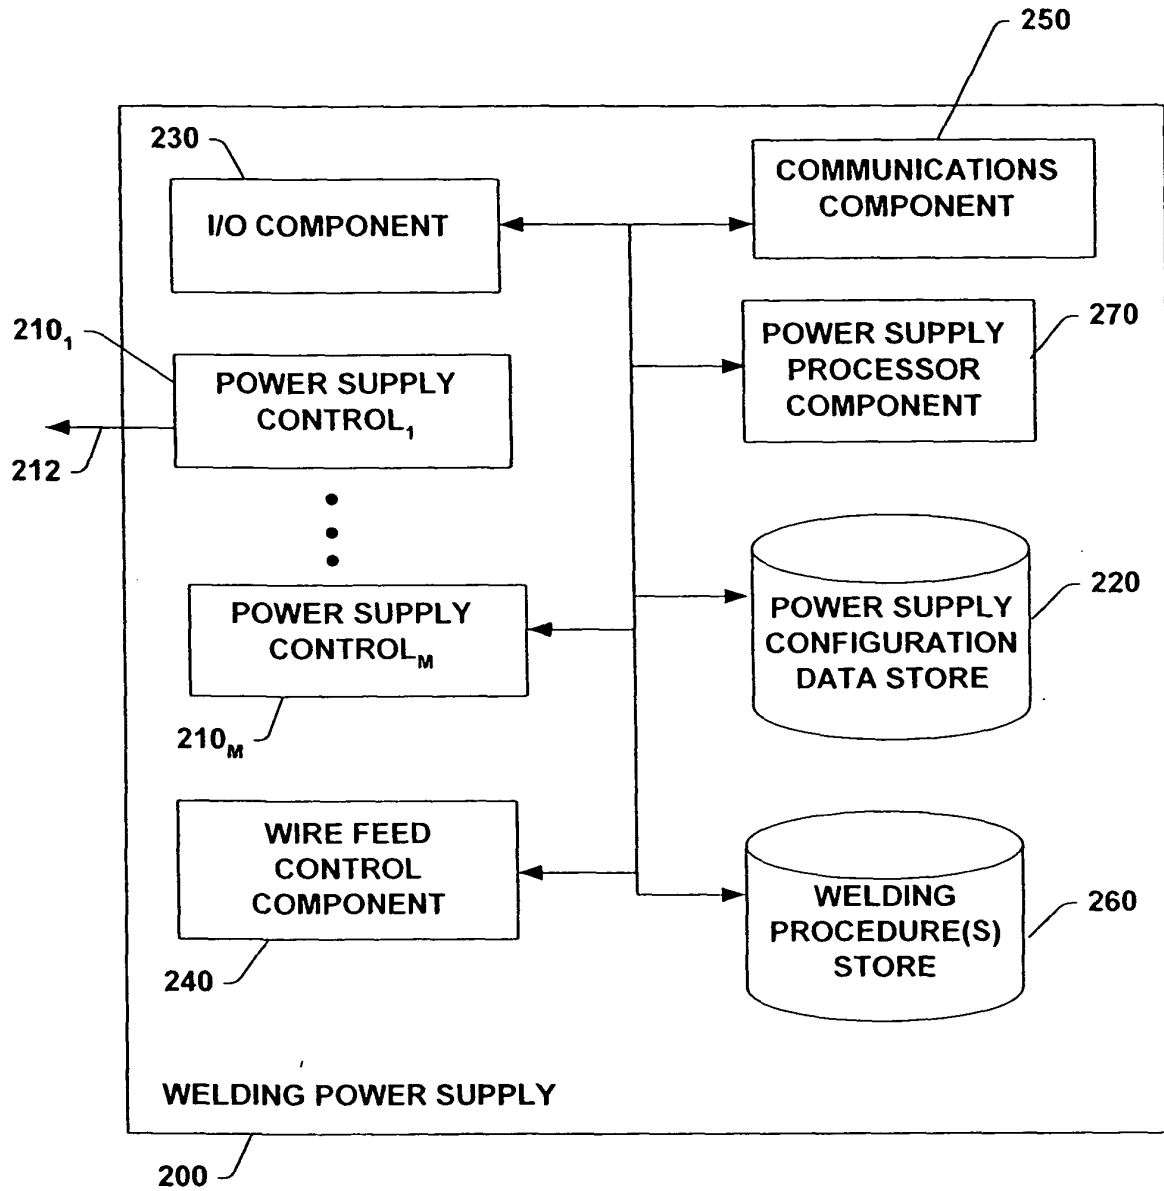 250
230
COMMUNICATIONS
COMPONENT
I/O COMPONENT
210₁
270
POWER SUPPLY
PROCESSOR
COMPONENT
POWER SUPPLY
CONTROL₁
212
POWER SUPPLY
CONTROLM
220
POWER SUPPLY
CONFIGURATION
DATA STORE
210M
WIRE FEED
CONTROL
COMPONENT
260
WELDING
PROCEDURE(S)
STORE
240
WELDING POWER SUPPLY
200